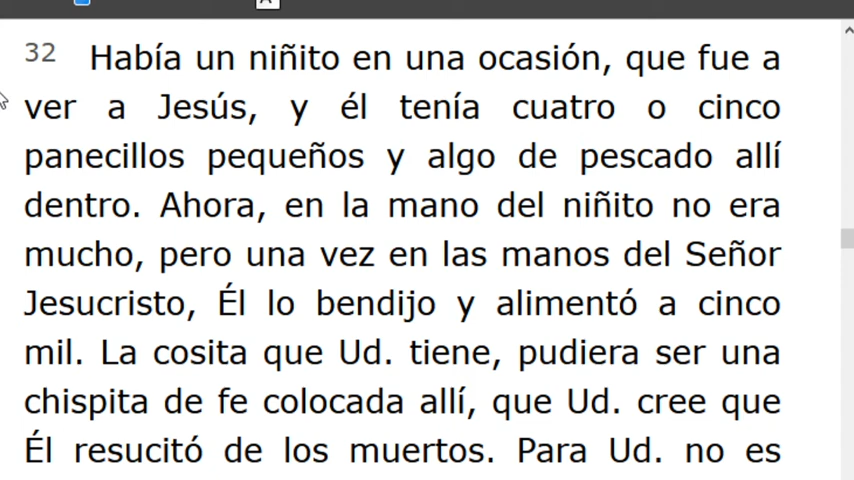 32 Había un niñito en una ocasión, que fue a
ver a Jesús, y él tenía cuatro o cinco
panecillos pequeños y algo de pescado allí
dentro. Ahora, en la mano del niñito no era
mucho, pero una vez en las manos del Señor
Jesucristo, Él lo bendijo y alimentó a cinco
mil. La cosita que Ud. tiene, pudiera ser una
chispita de fe colocada allí, que Ud. cree que
Él resucitó de los muertos. Para Ud. no es